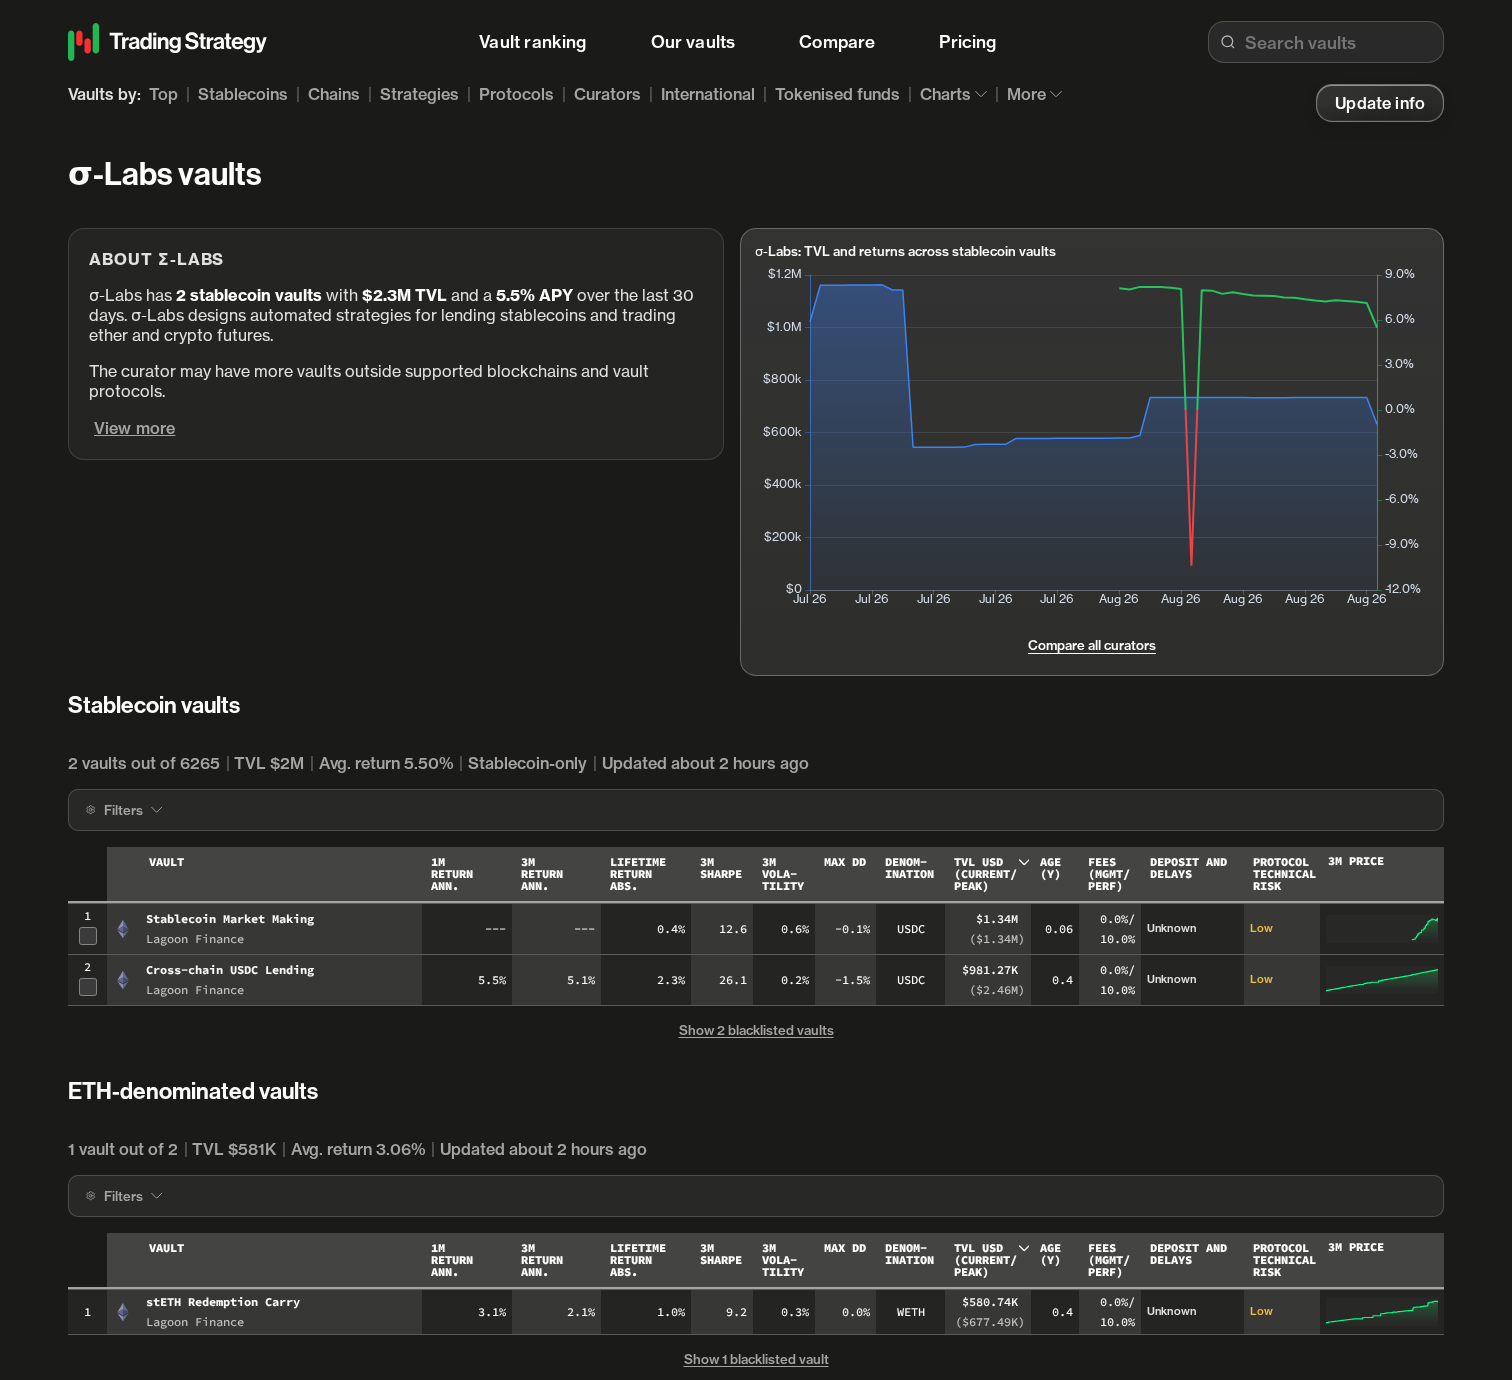 Trading Strategy
Vault ranking
Our vaults
Compare
Pricing
Search vaults
Vaults by: Top | Stablecoins | Chains | Strategies | Protocols | Curators | International | Tokenised funds | Charts | More
Update info
σ-Labs vaults
ABOUT Σ-LABS
σ-Labs has 2 stablecoin vaults with $2.3M TVL and a 5.5% APY over the last 30
days. σ-Labs designs automated strategies for lending stablecoins and trading
ether and crypto futures.
The curator may have more vaults outside supported blockchains and vault
protocols.
View more
σ-Labs: TVL and returns across stablecoin vaults
$1.2M 9.0%
$1.0M 6.0%
$800k 3.0%
$600k 0.0%
-3.0%
$400k -6.0%
$200k -9.0%
$0 -12.0%
Jul 26 Jul 26 Jul 26 Jul 26 Jul 26 Aug 26 Aug 26 Aug 26 Aug 26 Aug 26
Compare all curators
Stablecoin vaults
2 vaults out of 6265 | TVL $2M | Avg. return 5.50% | Stablecoin-only | Updated about 2 hours ago
Filters
VAULT 1M RETURN ANN. 3M RETURN ANN. LIFETIME RETURN ABS. 3M SHARPE 3M VOLA-TILITY MAX DD DENOM-INATION TVL USD (CURRENT/PEAK) AGE (Y) FEES (MGMT/PERF) DEPOSIT AND DELAYS PROTOCOL TECHNICAL RISK 3M PRICE
1 Stablecoin Market Making --- --- 0.4% 12.6 0.6% -0.1% USDC $1.34M 0.06 0.0%/ Unknown Low
Lagoon Finance ($1.34M) 10.0%
2 Cross-chain USDC Lending 5.5% 5.1% 2.3% 26.1 0.2% -1.5% USDC $981.27K 0.4 0.0%/ Unknown Low
Lagoon Finance ($2.46M) 10.0%
Show 2 blacklisted vaults
ETH-denominated vaults
1 vault out of 2 | TVL $581K | Avg. return 3.06% | Updated about 2 hours ago
Filters
VAULT 1M RETURN ANN. 3M RETURN ANN. LIFETIME RETURN ABS. 3M SHARPE 3M VOLA-TILITY MAX DD DENOM-INATION TVL USD (CURRENT/PEAK) AGE (Y) FEES (MGMT/PERF) DEPOSIT AND DELAYS PROTOCOL TECHNICAL RISK 3M PRICE
1 stETH Redemption Carry 3.1% 2.1% 1.0% 9.2 0.3% 0.0% WETH $580.74K 0.4 0.0%/ Unknown Low
Lagoon Finance ($677.49K) 10.0%
Show 1 blacklisted vault